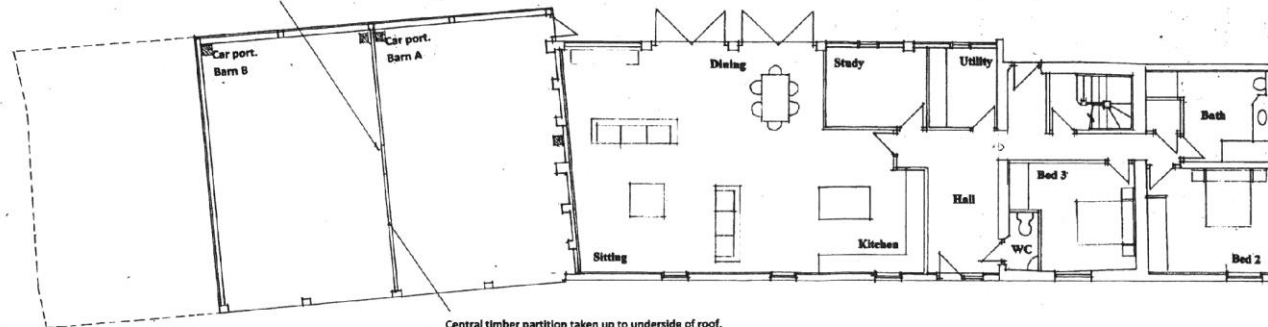 Car port.
Barn B
Car port.
Barn A
Dining
Study
Utility
Bath
Bed 3
Hall
WC
Kitchen
Sitting
Bed 2
Central timber partition taken up to underside of roof.